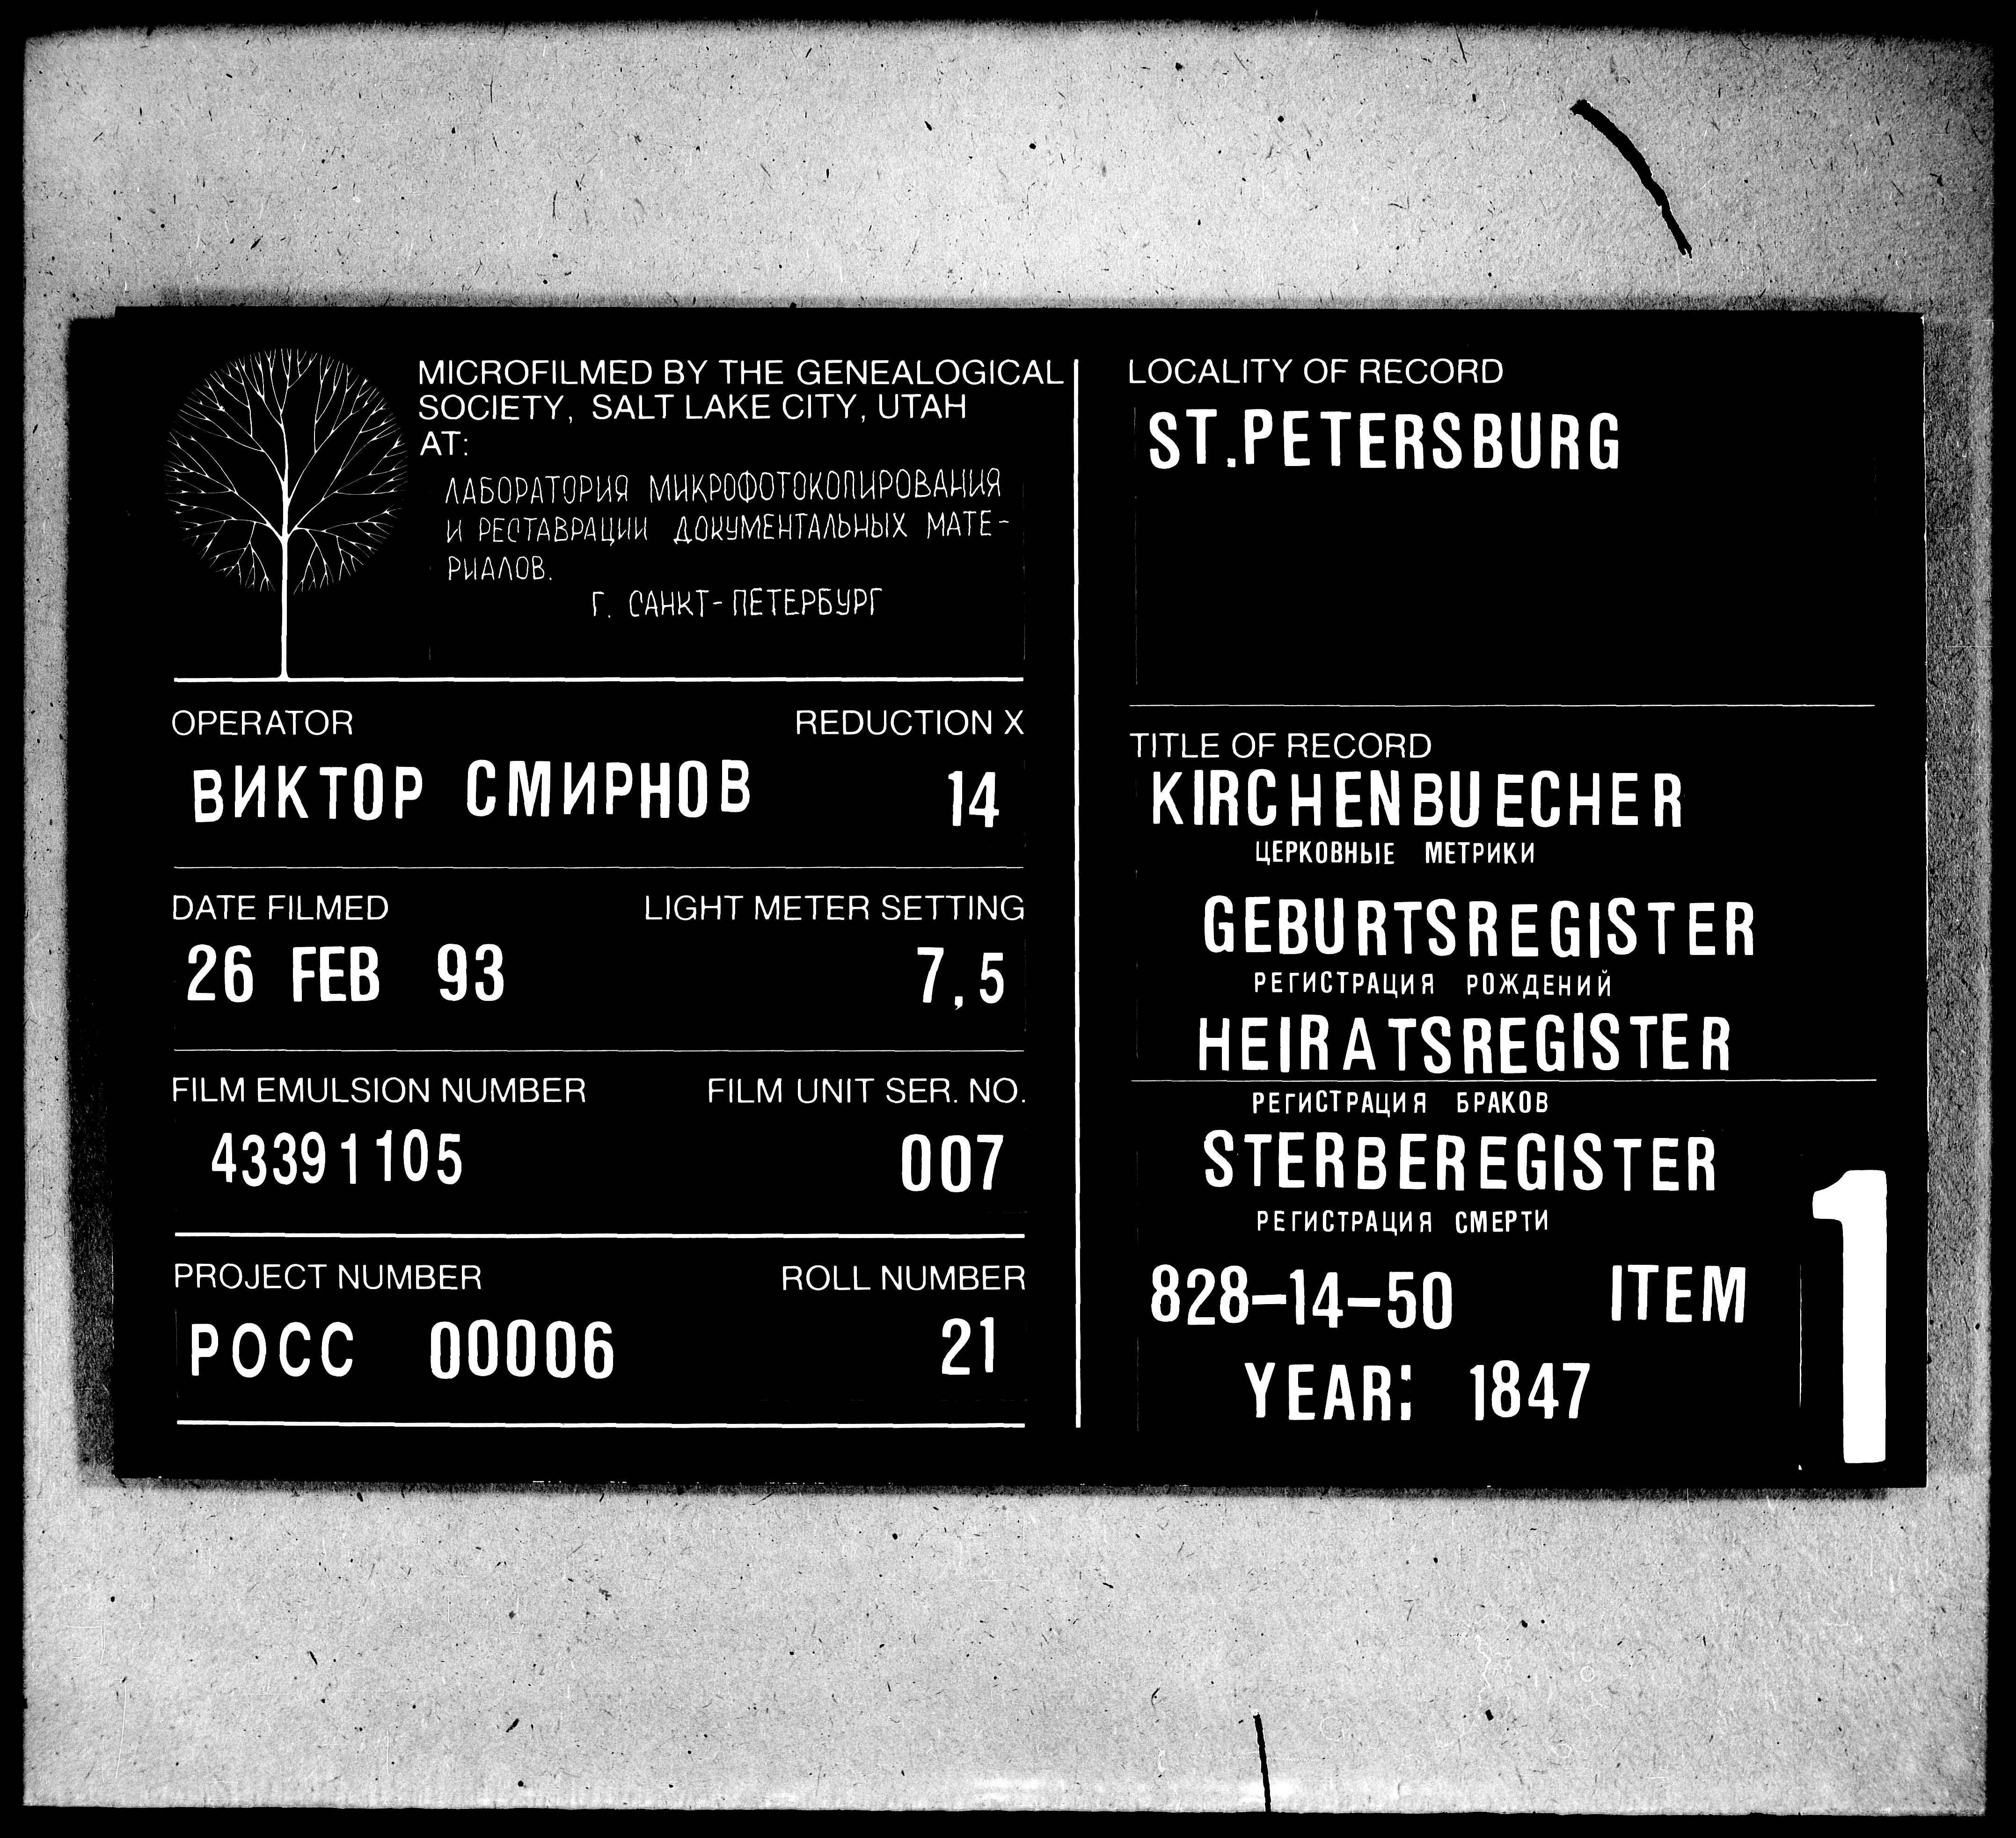 MICROFILMED BY THE GENEALOGICAL
SOCIETY, SALT LAKE CITY, UTAH
AT:
ЛАБОРАТОРИЯ МИКРОФОТОКОПИРОВАНИЯ
И РЕСТАВРАЦИИ ДОКУМЕНТАЛЬНЫХ МАТЕ-
РИАЛОВ.
Г. САНКТ-ПЕТЕРБУРГ
OPERATOR REDUCTION X
ВИКТОР СМИРНОВ 14
DATE FILMED LIGHT METER SETTING
26 FEB 93 7,5
FILM EMULSION NUMBER FILM UNIT SER. NO.
43391105 007
PROJECT NUMBER ROLL NUMBER
РОСС 00006 21
LOCALITY OF RECORD
ST.PETERSBURG
TITLE OF RECORD
KIRCHENBUECHER
ЦЕРКОВНЫЕ МЕТРИКИ
GEBURTSREGISTER
РЕГИСТРАЦИЯ РОЖДЕНИЙ
HEIRATSREGISTER
РЕГИСТРАЦИЯ БРАКОВ
STERBEREGISTER
РЕГИСТРАЦИЯ СМЕРТИ
828-14-50 ITEM 1
YEAR: 1847